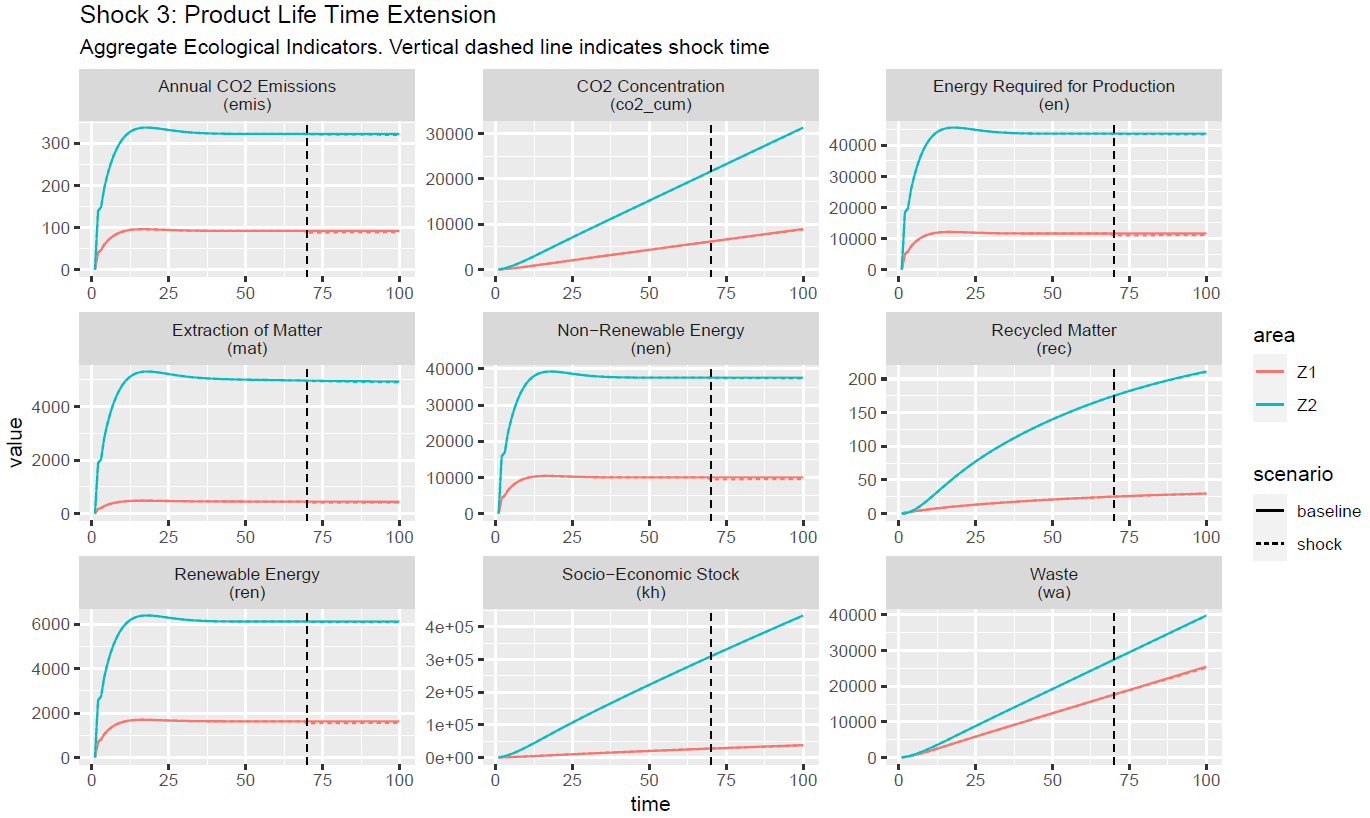 Shock 3: Product Life Time Extension
Aggregate Ecological Indicators. Vertical dashed line indicates shock time
Annual CO2 Emissions
(emis)
300
200
100
0
0 25 50 75 100
CO2 Concentration
(co2_cum)
30000
20000
10000
0
0 25 50 75 100
Energy Required for Production
(en)
40000
30000
20000
10000
0
0 25 50 75 100
Extraction of Matter
(mat)
4000
2000
0
0 25 50 75 100
Non−Renewable Energy
(nen)
40000
30000
20000
10000
0
0 25 50 75 100
Recycled Matter
(rec)
200
150
100
50
0
0 25 50 75 100
Renewable Energy
(ren)
6000
4000
2000
0
0 25 50 75 100
Socio−Economic Stock
(kh)
4e+05
3e+05
2e+05
1e+05
0e+00
0 25 50 75 100
Waste
(wa)
40000
30000
20000
10000
0
0 25 50 75 100
value
time
area
Z1
Z2
scenario
baseline
shock